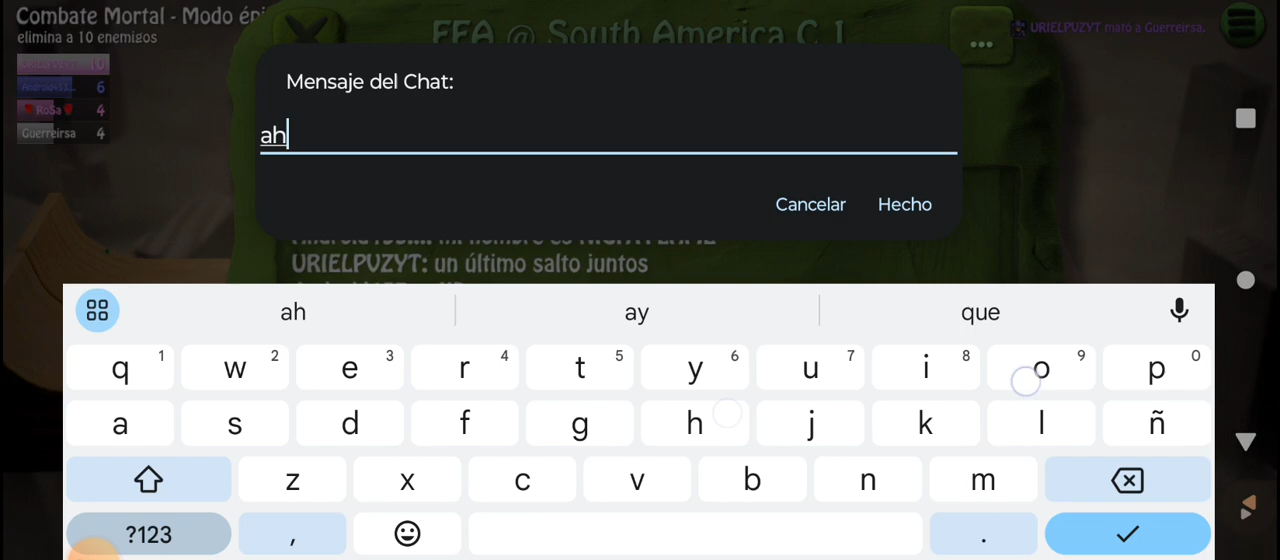 Combate Mortal - Modo épi
elimina a 10 enemigos
10
6
RoSa 4
Guerreirsa 4
FFA @ South America C 1
URIELPVZYT mató a Guerreirsa.
Mensaje del Chat:
ah
Cancelar Hecho
URIELPVZYT: un último salto juntos
ah ay que
q 1 w 2 e 3 r 4 t 5 y 6 u 7 i 8 o 9 p 0
a s d f g h j k l ñ
z x c v b n m
?123 , .